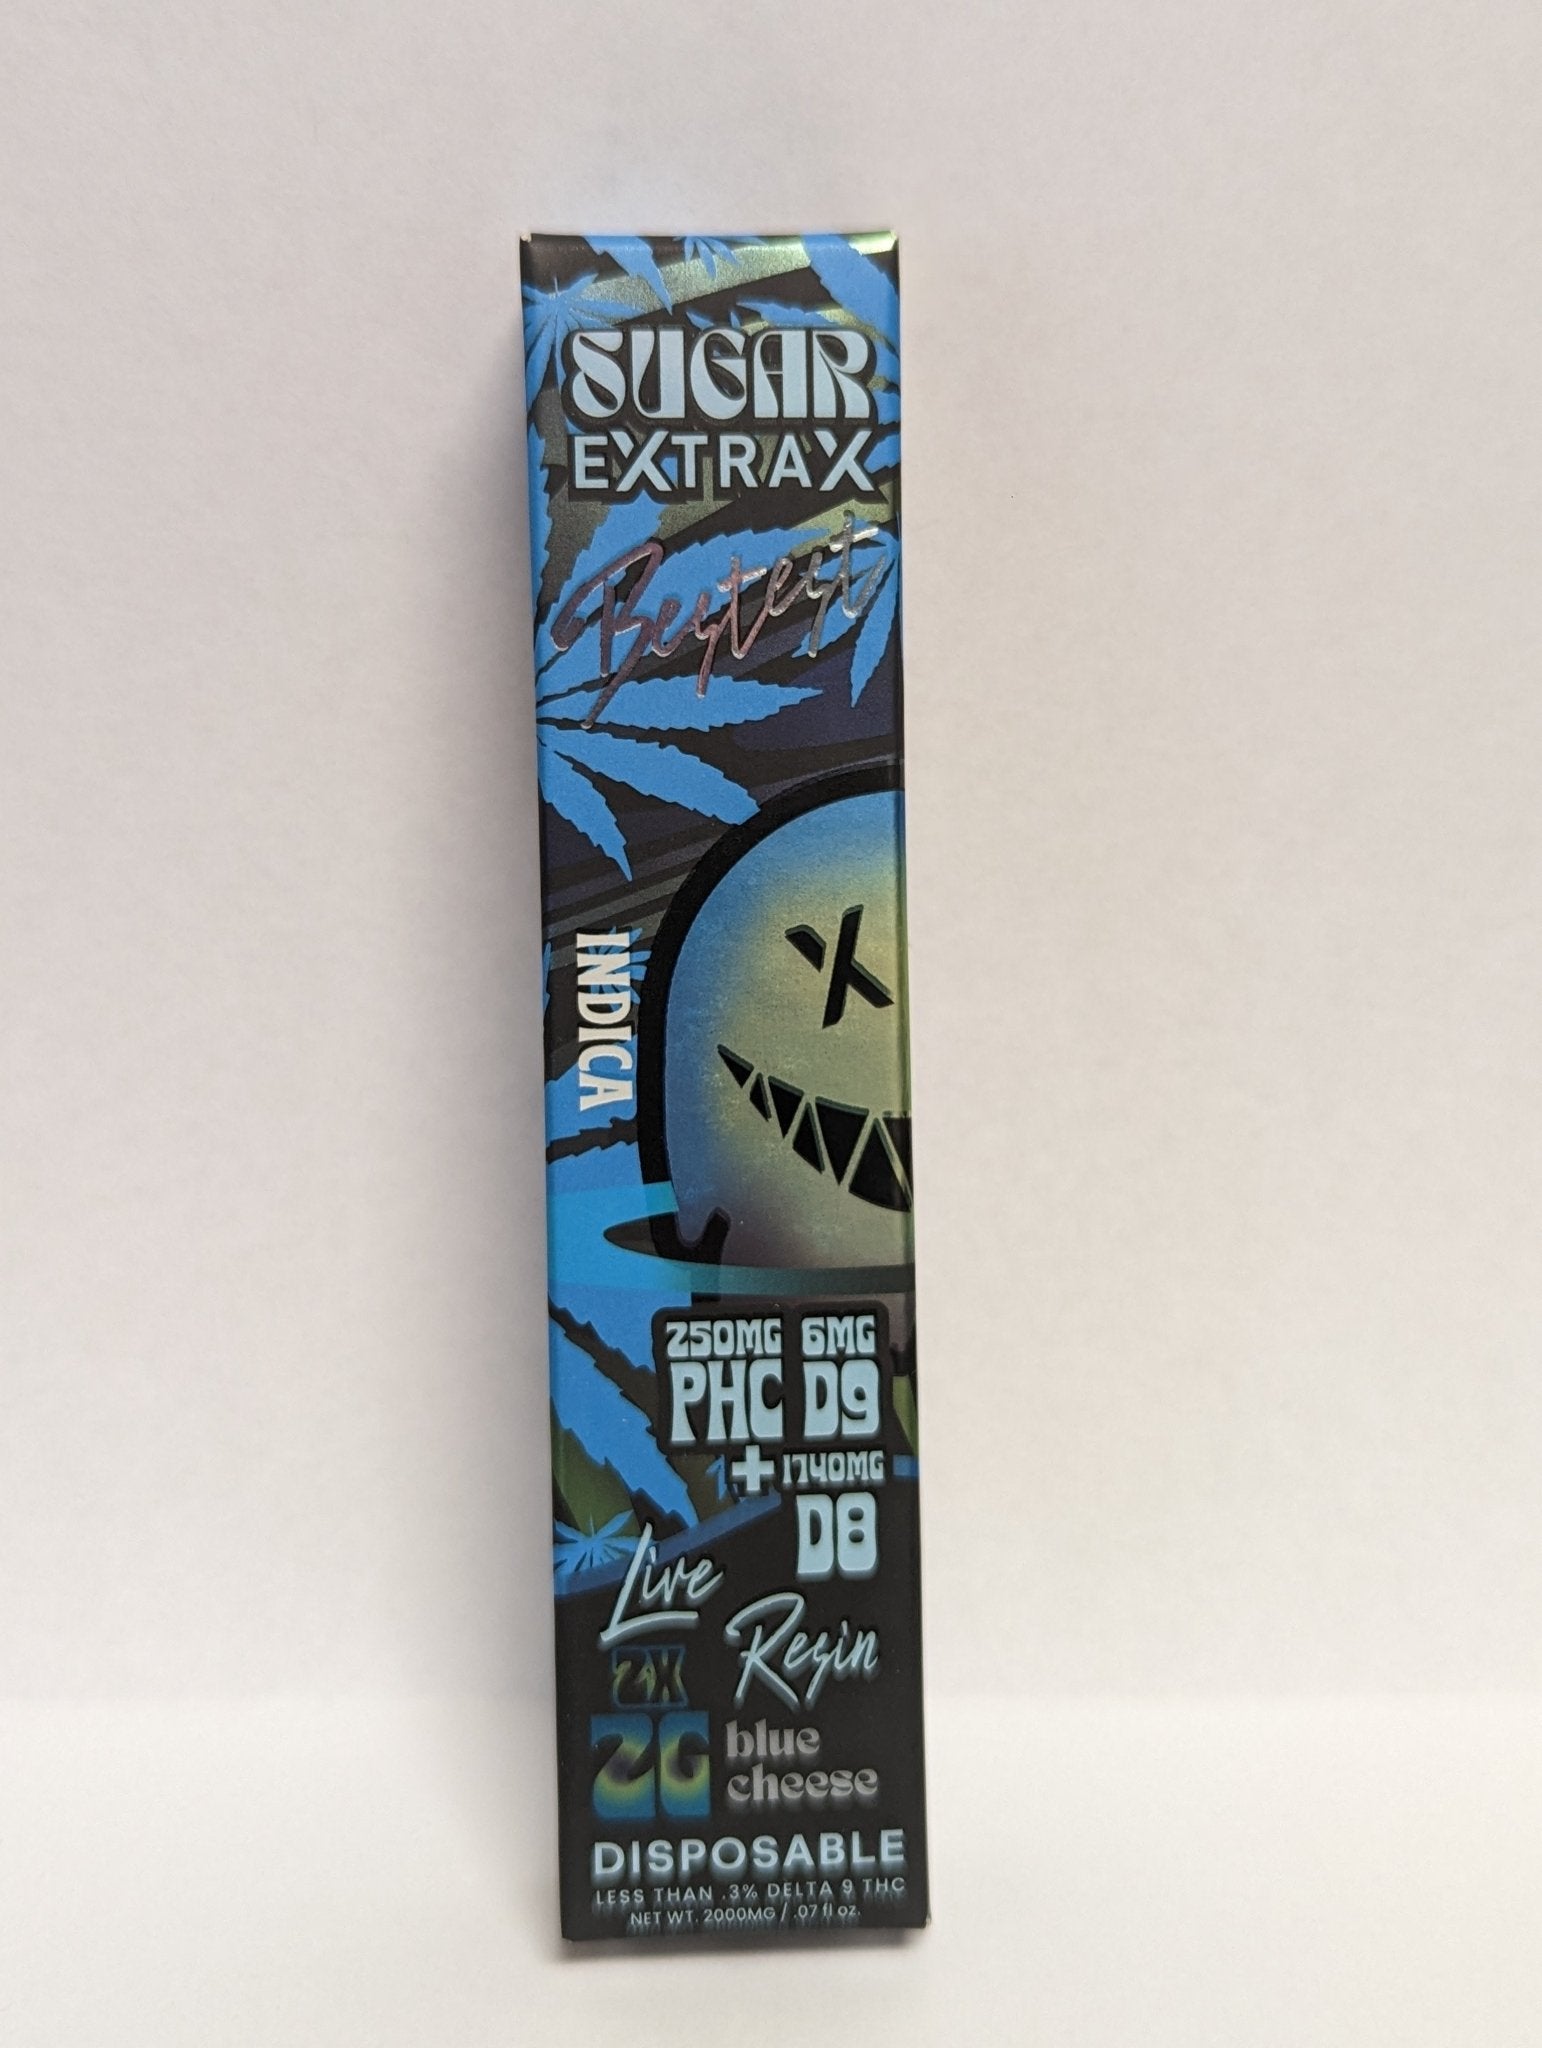 SUGAR
EXTRAX
Bestest
INDICA
250MG 6MG
PHC D9
+ 1740MG
D8
Live
Resin
2X
2G
blue
cheese
DISPOSABLE
LESS THAN .3% DELTA 9 THC
NET WT. 2000MG / .07 fl oz.